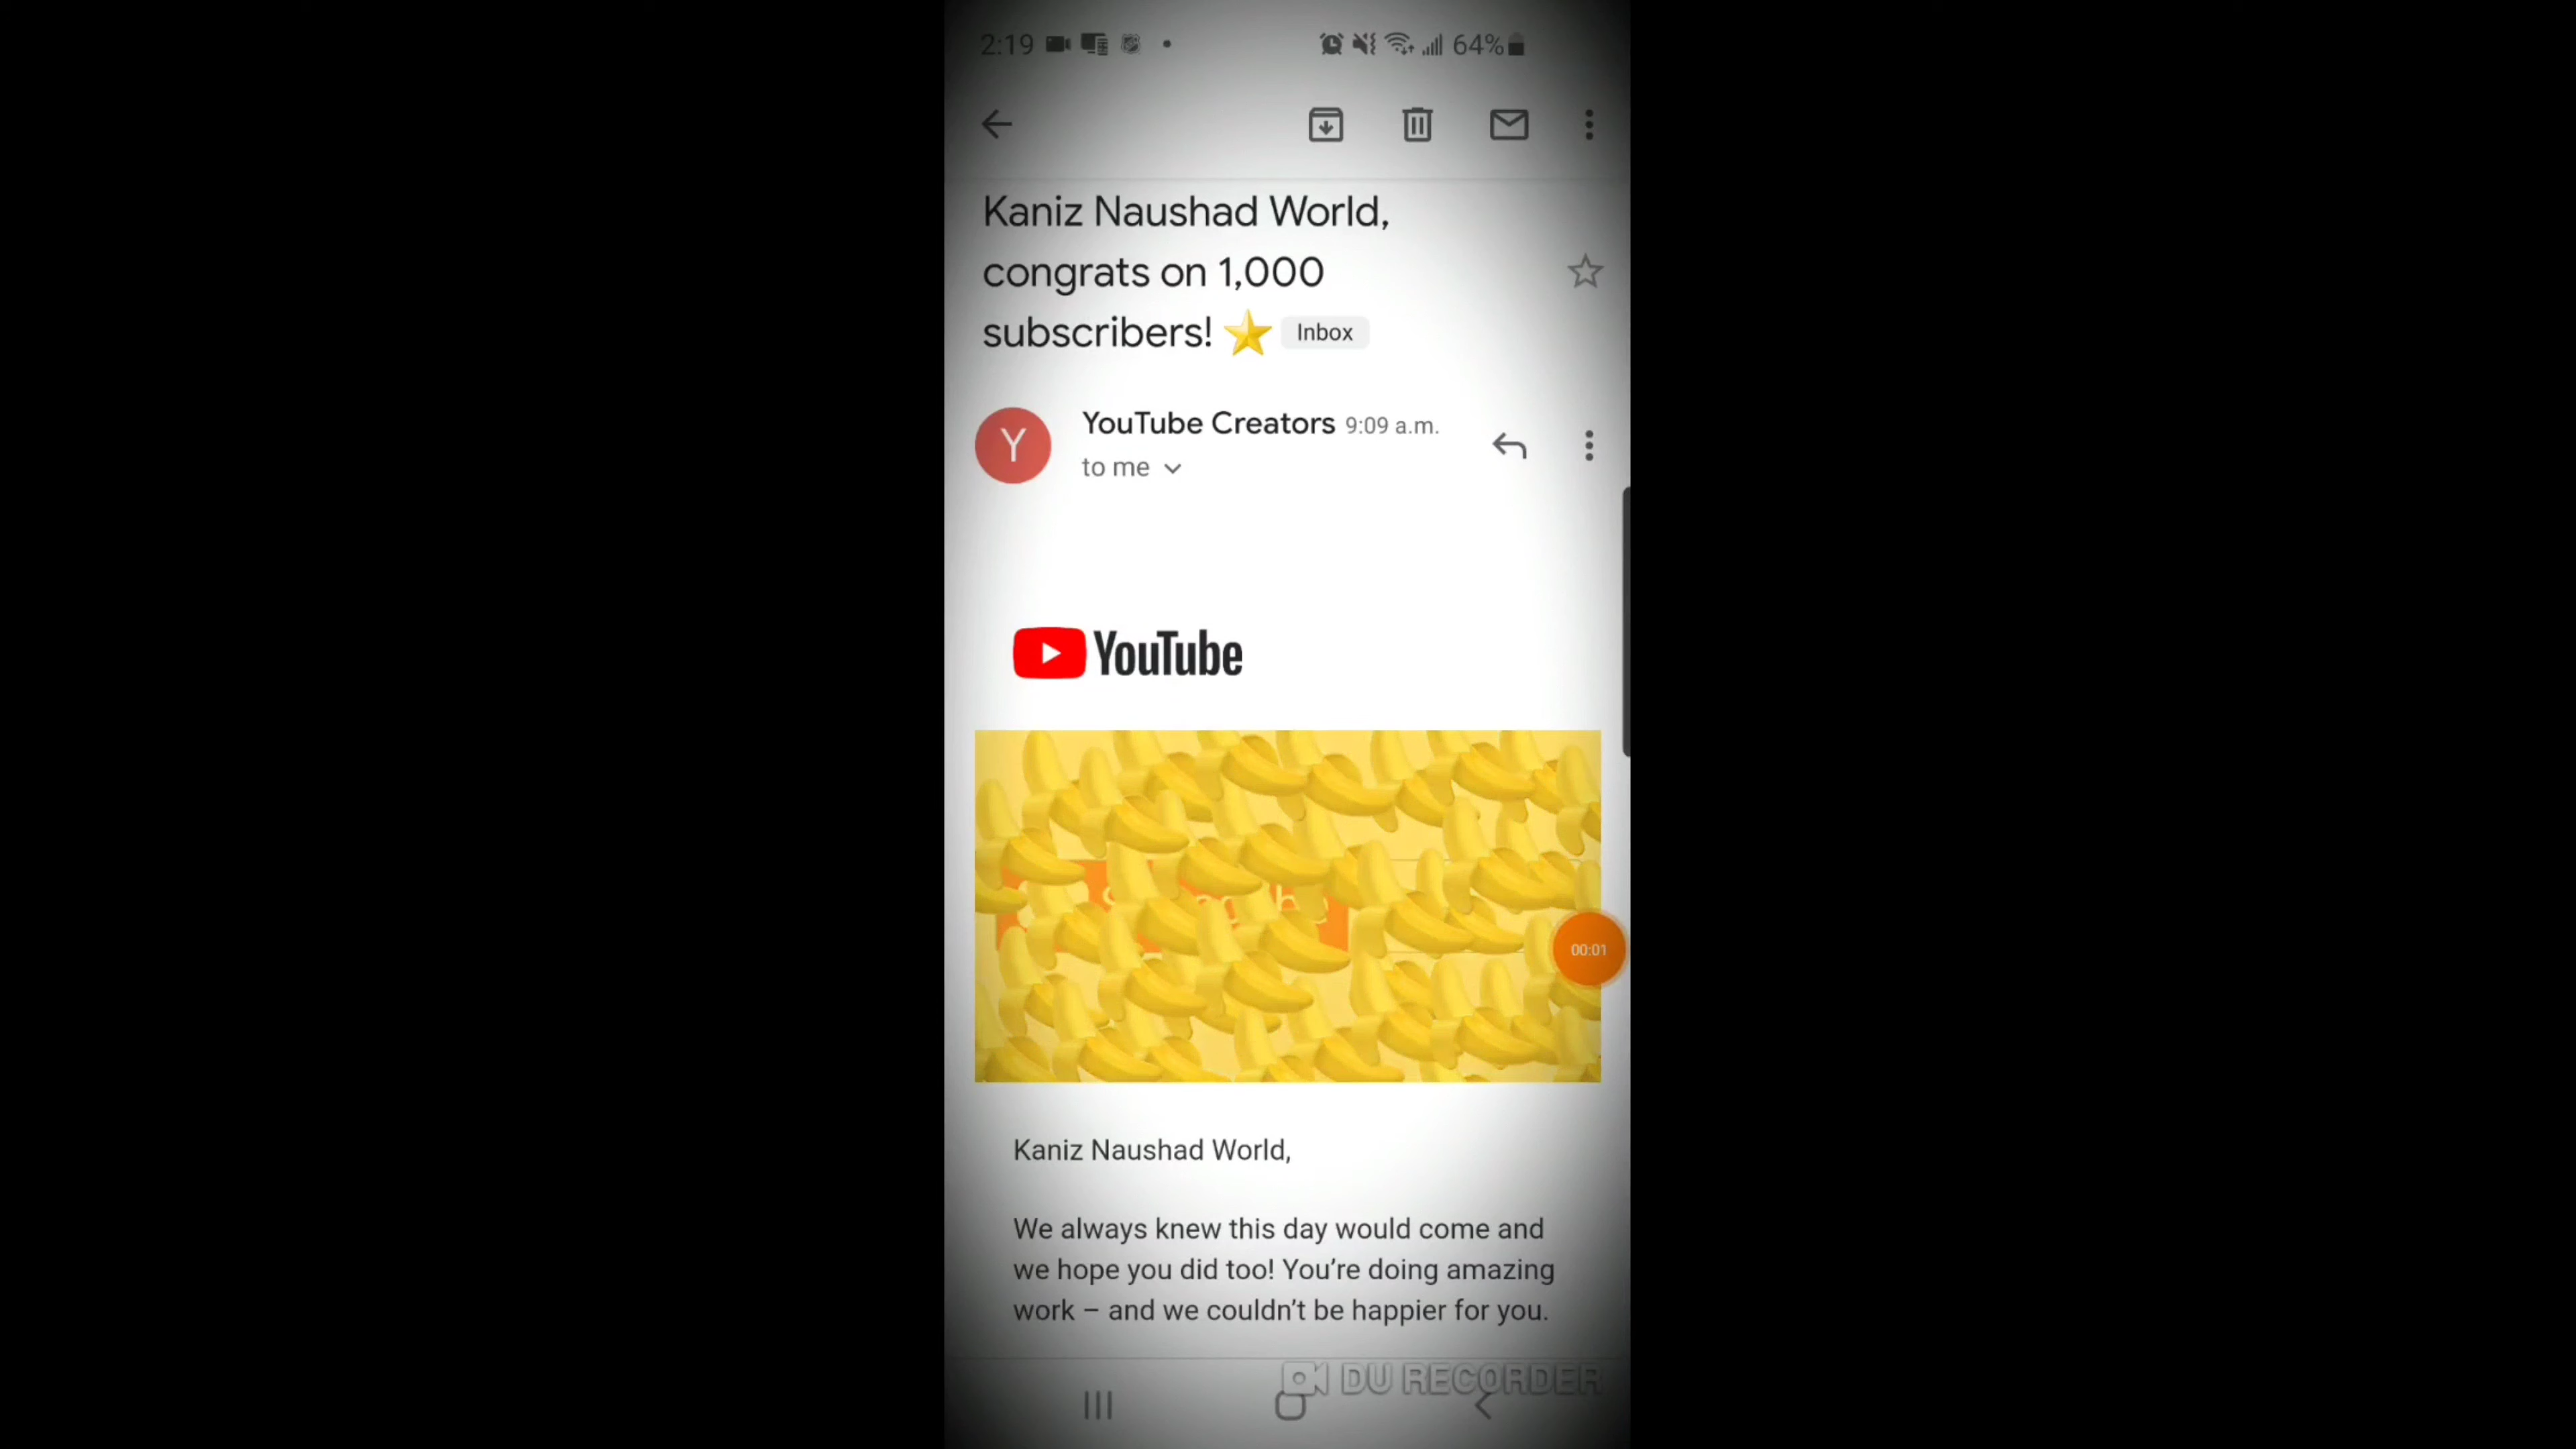 2:19
64%
Kaniz Naushad World,
congrats on 1,000
subscribers! Inbox
Y
YouTube Creators 9:09 a.m.
to me
YouTube
00:01
Kaniz Naushad World,
We always knew this day would come and
we hope you did too! You’re doing amazing
work – and we couldn’t be happier for you.
DU RECORDER